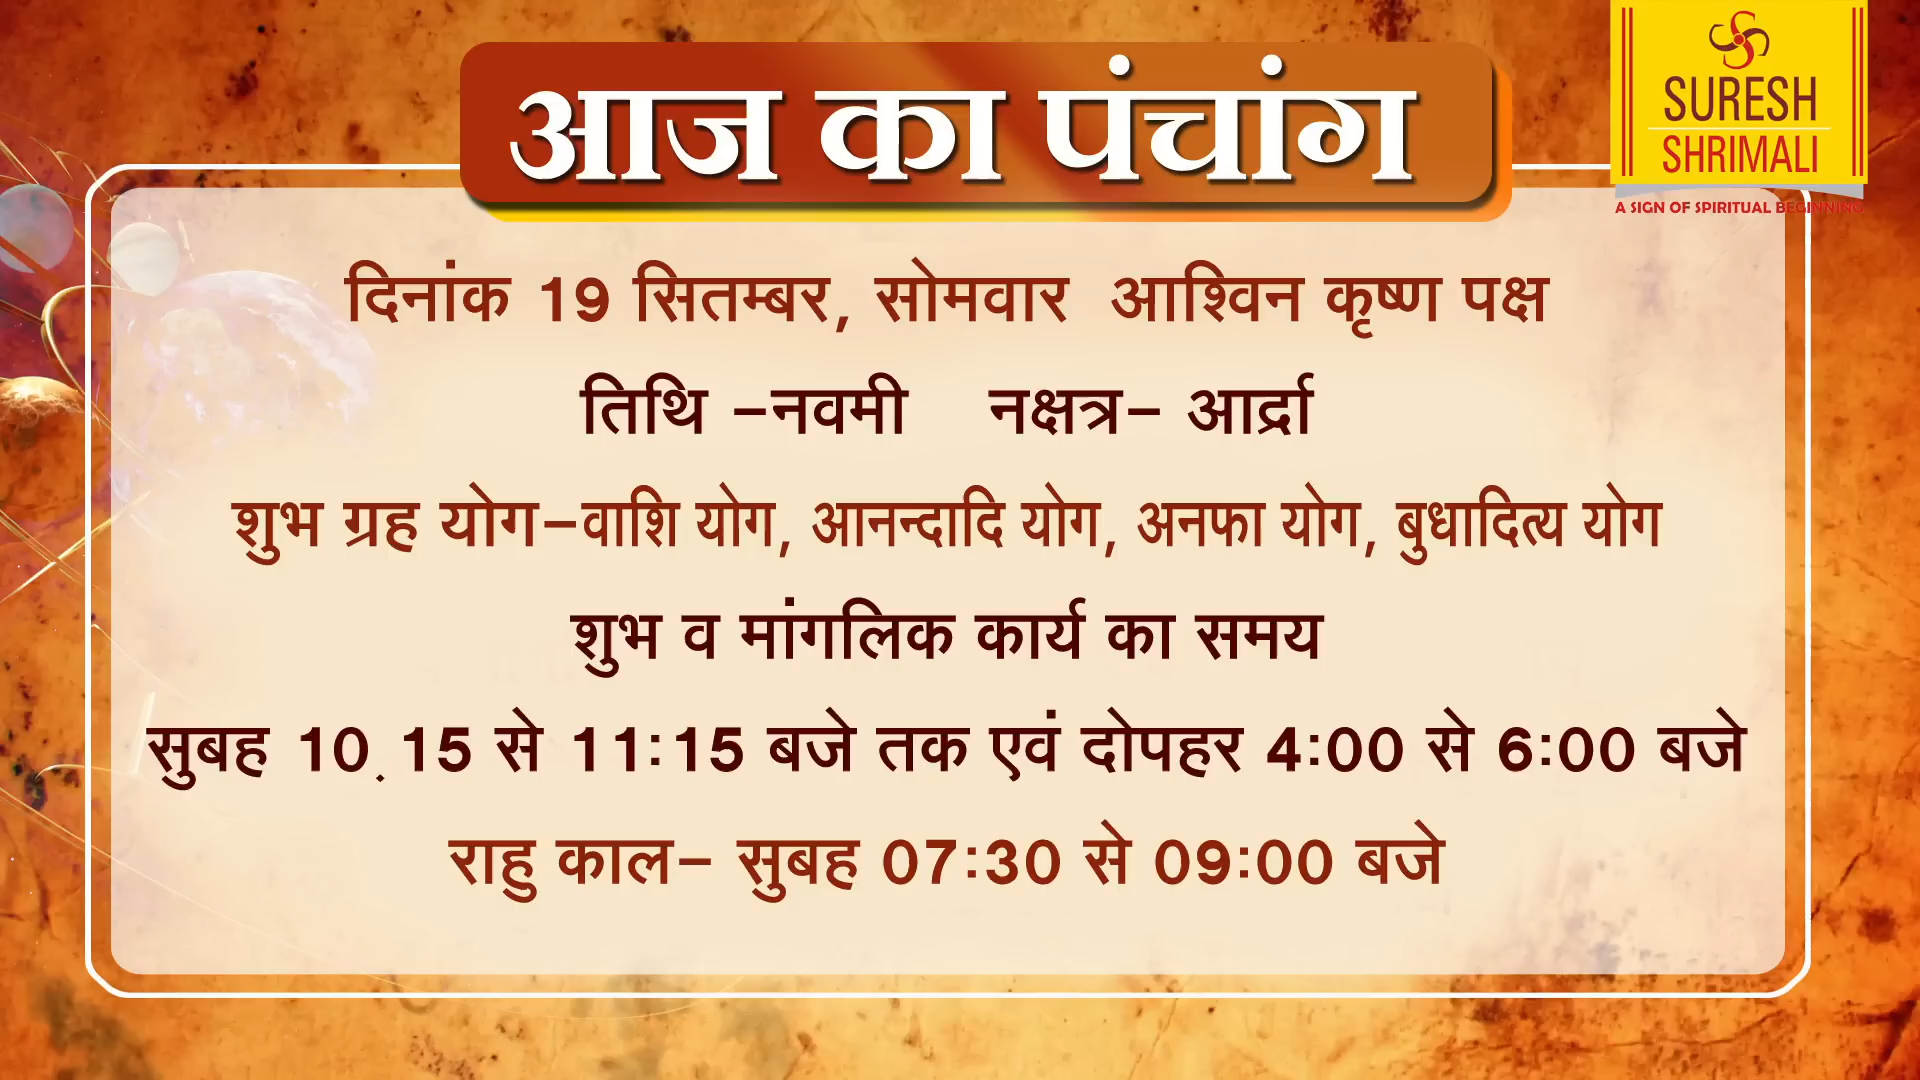 आज का पंचांग
SURESH
SHRIMALI
A SIGN OF SPIRITUAL BEGINNING
दिनांक 19 सितम्बर, सोमवार आश्विन कृष्ण पक्ष
तिथि -नवमी नक्षत्र- आर्द्रा
शुभ ग्रह योग-वाशि योग, आनन्दादि योग, अनफा योग, बुधादित्य योग
शुभ व मांगलिक कार्य का समय
सुबह 10.15 से 11:15 बजे तक एवं दोपहर 4:00 से 6:00 बजे
राहु काल- सुबह 07:30 से 09:00 बजे